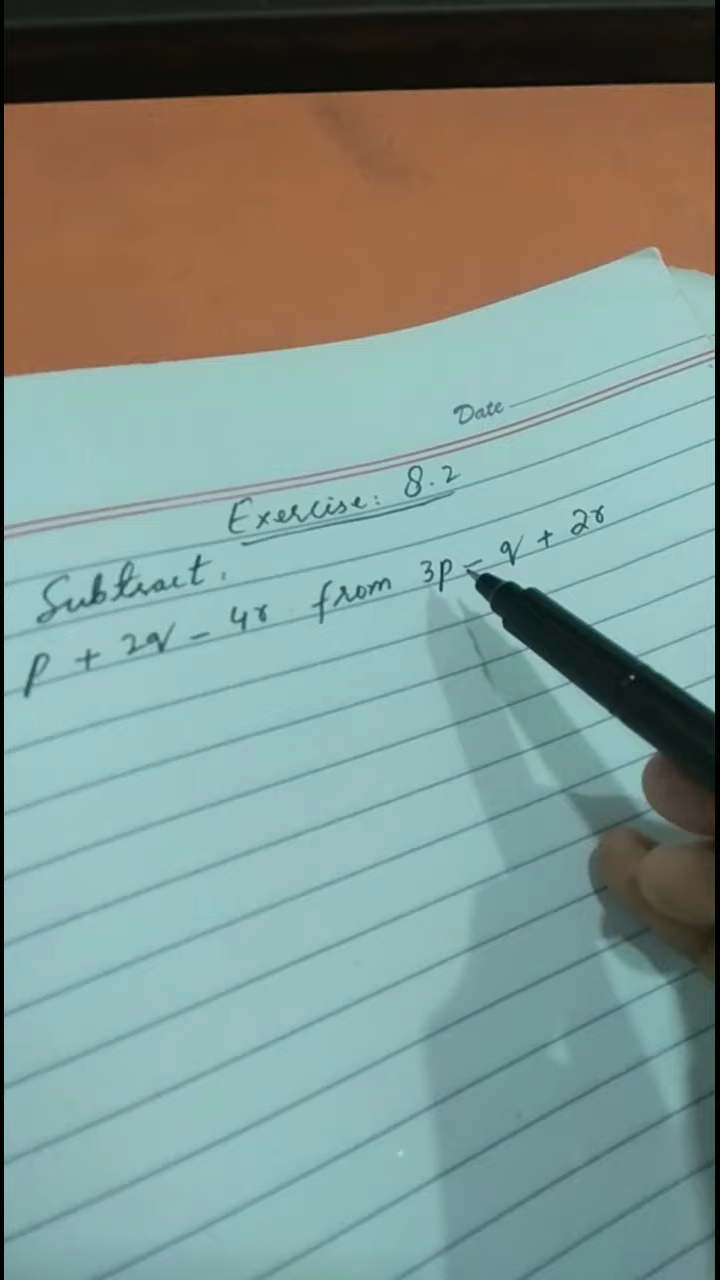 Date
Exercise: 8.2
Subtract.
p + 2q - 4r from 3p - q + 2r